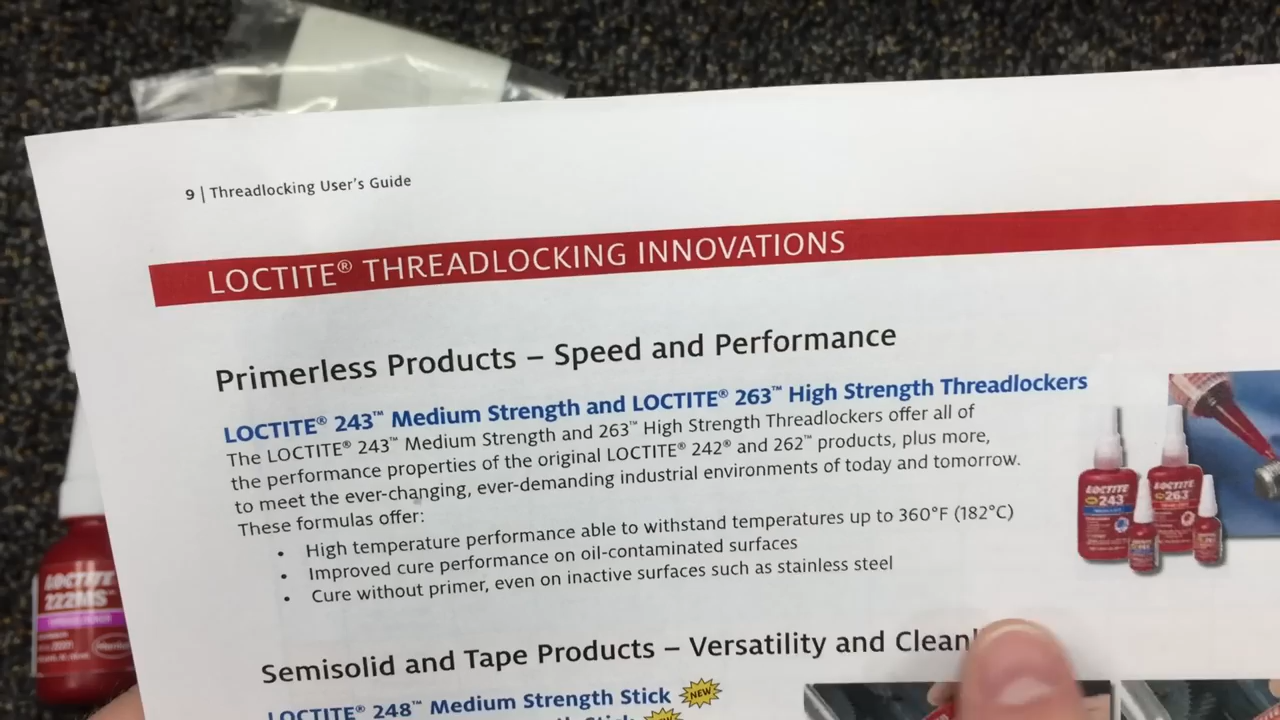 9 | Threadlocking User's Guide
LOCTITE® THREADLOCKING INNOVATIONS
Primerless Products – Speed and Performance
LOCTITE® 243™ Medium Strength and LOCTITE® 263™ High Strength Threadlockers
The LOCTITE® 243™ Medium Strength and 263™ High Strength Threadlockers offer all of
the performance properties of the original LOCTITE® 242® and 262™ products, plus more,
to meet the ever-changing, ever-demanding industrial environments of today and tomorrow.
These formulas offer:
• High temperature performance able to withstand temperatures up to 360°F (182°C)
• Improved cure performance on oil-contaminated surfaces
• Cure without primer, even on inactive surfaces such as stainless steel
LOCTITE
243
LOCTITE
263
LOCTITE
222MS™
Henkel
Semisolid and Tape Products – Versatility and Clean
LOCTITE® 248™ Medium Strength Stick NEW
Stick